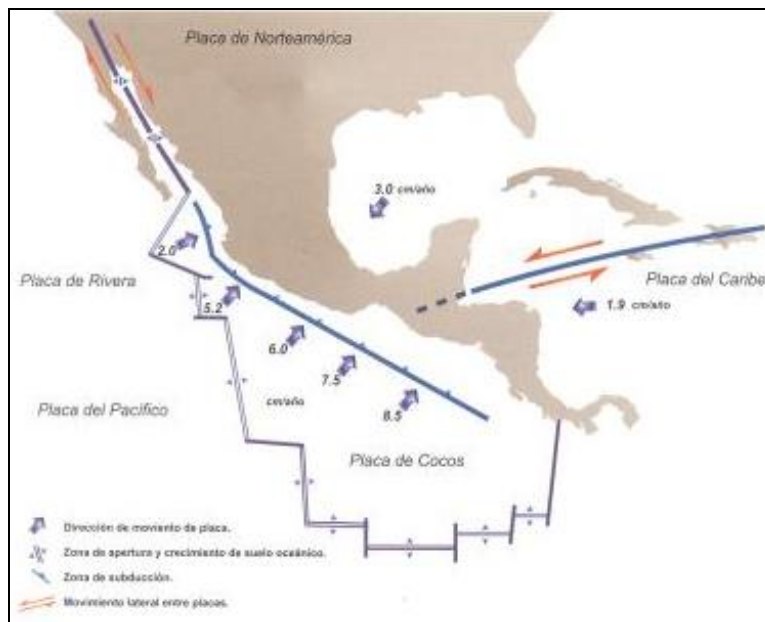 Placa de Norteamérica
3.0 cm/año
2.0
Placa de Rivera
5.2
Placa del Caribe
1.9 cm/año
6.0
7.5
cm/año
8.5
Placa del Pacífico
Placa de Cocos
Dirección de moviento de placa.
Zona de apertura y crecimiento de suelo oceánico.
Zona de subducción.
Movimiento lateral entre placas.